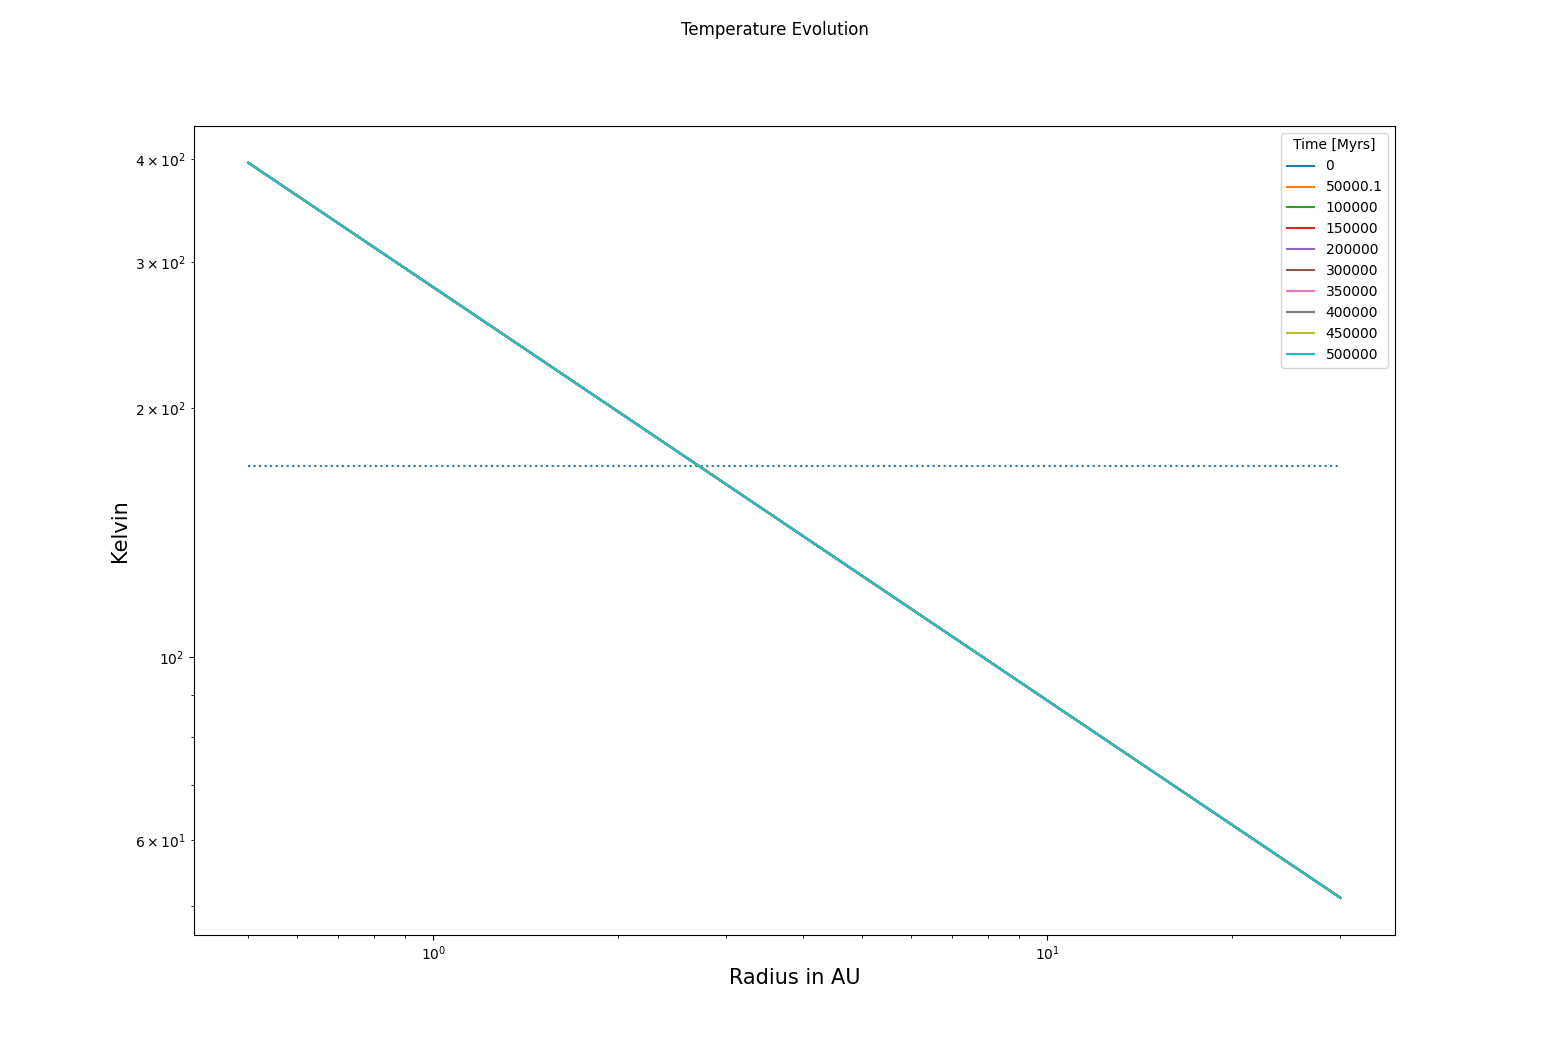 Temperature Evolution
Time [Myrs]
0
50000.1
100000
150000
200000
300000
350000
400000
450000
500000
4 × 10²
3 × 10²
2 × 10²
10²
6 × 10¹
Kelvin
10⁰
10¹
Radius in AU